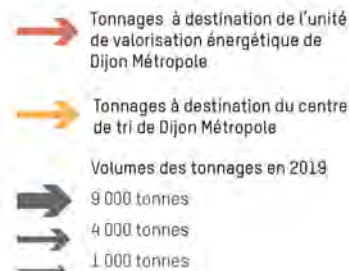 Tonnages à destination de l'unité
de valorisation énergétique de
Dijon Métropole
Tonnages à destination du centre
de tri de Dijon Métropole
Volumes des tonnages en 2019
9 000 tonnes
4 000 tonnes
1 000 tonnes